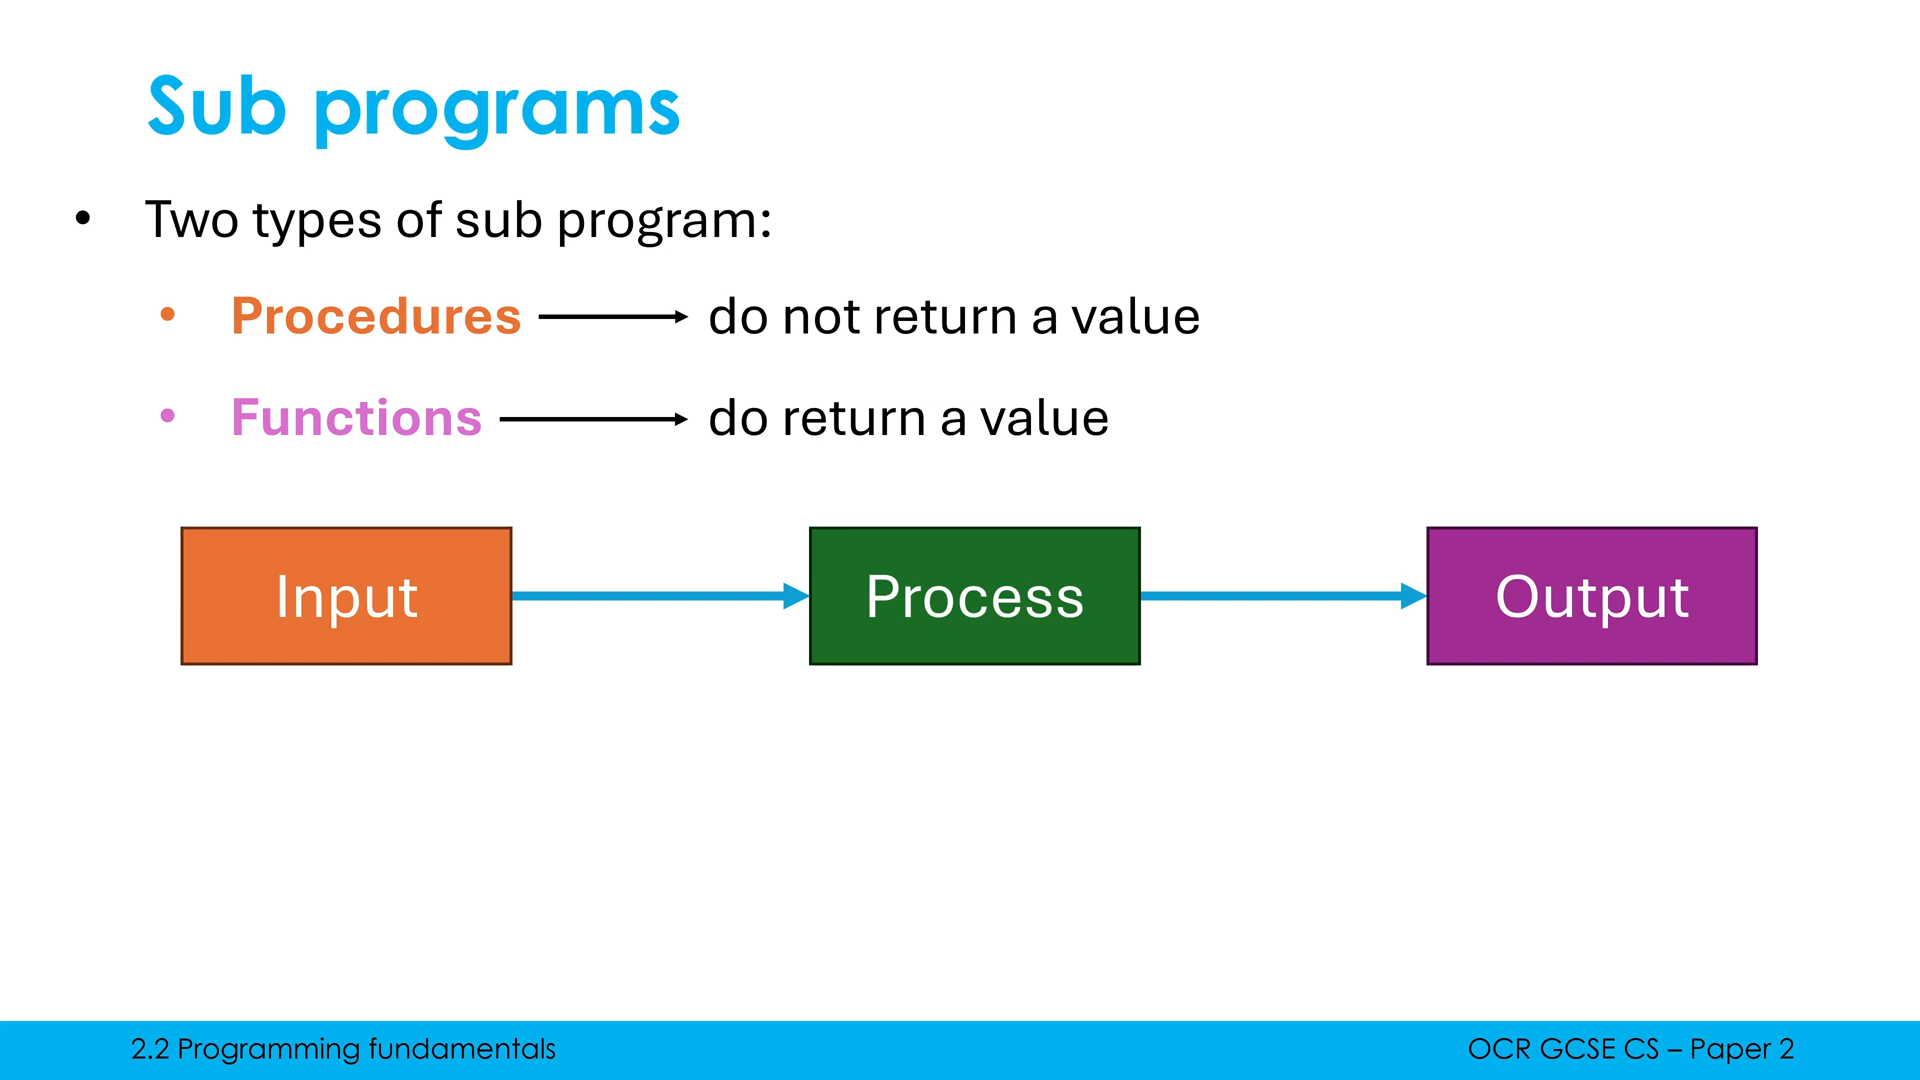 Sub programs
• Two types of sub program:
• Procedures do not return a value
• Functions do return a value
Input Process Output
2.2 Programming fundamentals OCR GCSE CS – Paper 2